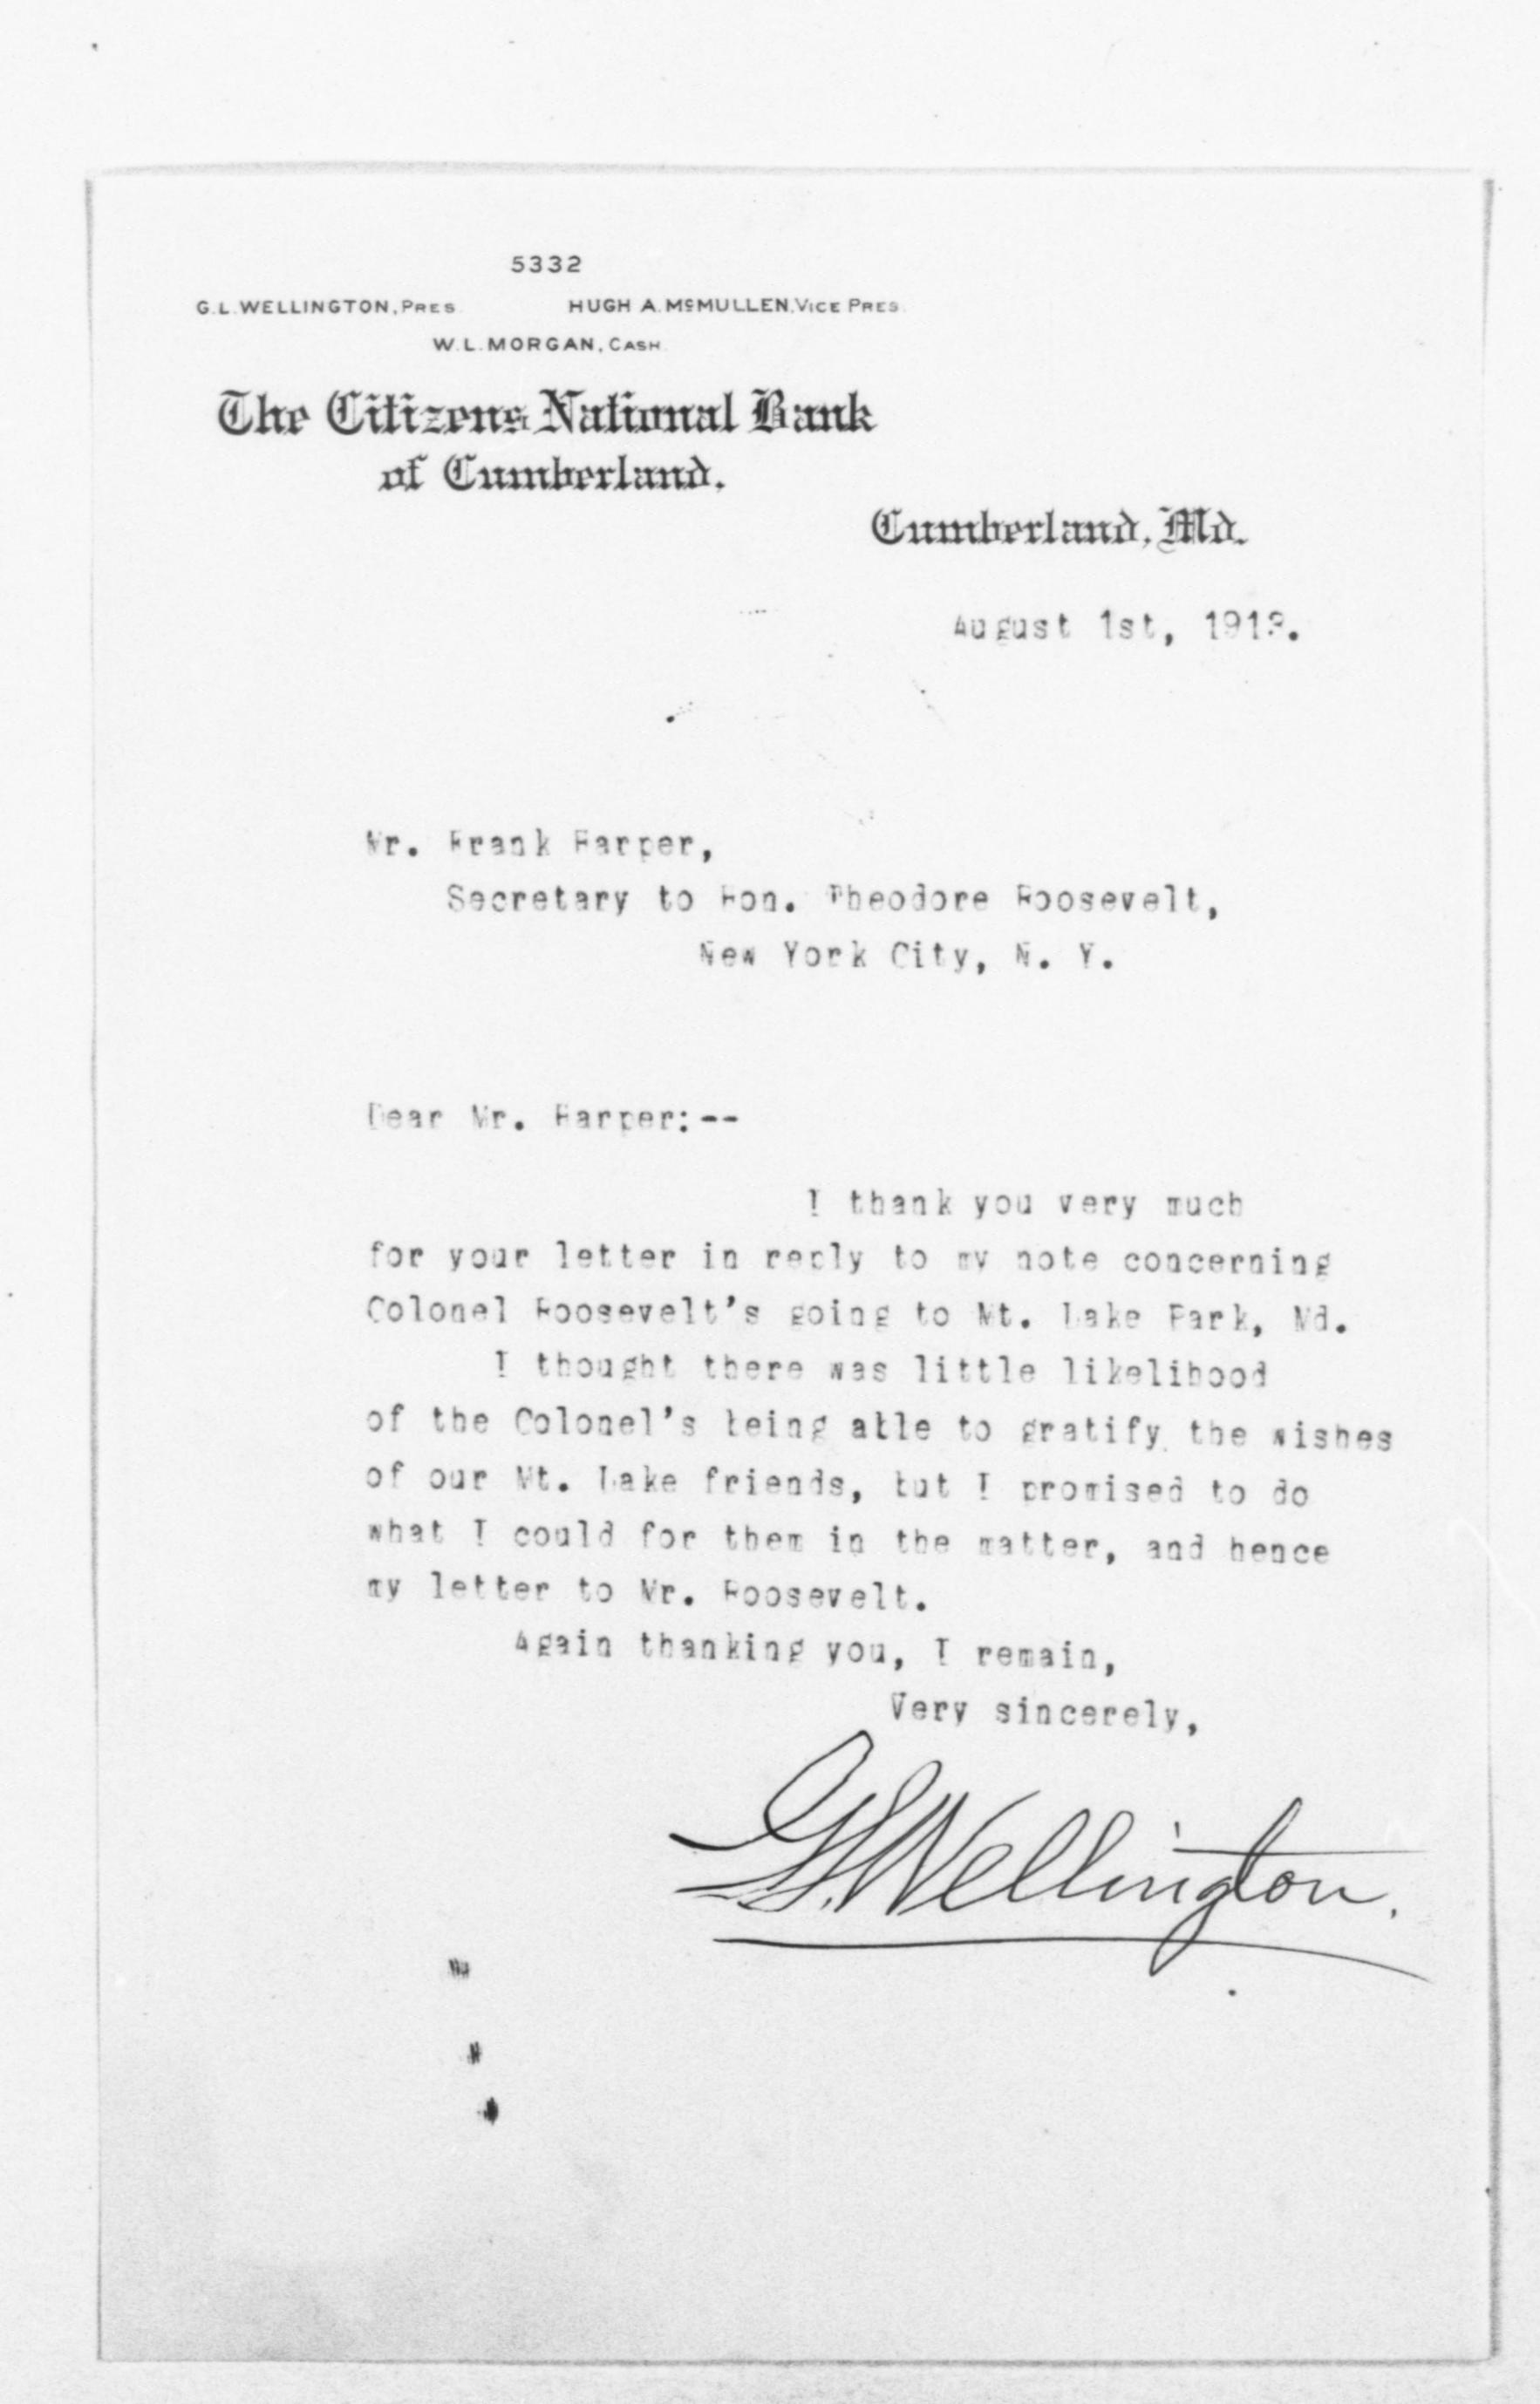 5332
G. L. WELLINGTON, PRES. HUGH A. McMULLEN, VICE PRES.
W. L. MORGAN, CASH.
The Citizens National Bank
of Cumberland.
Cumberland, Md.
August 1st, 1913.
Mr. Frank Harper,
Secretary to Hon. Theodore Roosevelt,
New York City, N. Y.
Dear Mr. Harper:--
I thank you very much
for your letter in reply to my note concerning
Colonel Roosevelt's going to Mt. Lake Park, Md.
I thought there was little likelihood
of the Colonel's being able to gratify the wishes
of our Mt. Lake friends, but I promised to do
what I could for them in the matter, and hence
my letter to Mr. Roosevelt.
Again thanking you, I remain,
Very sincerely,
G. L. Wellington.